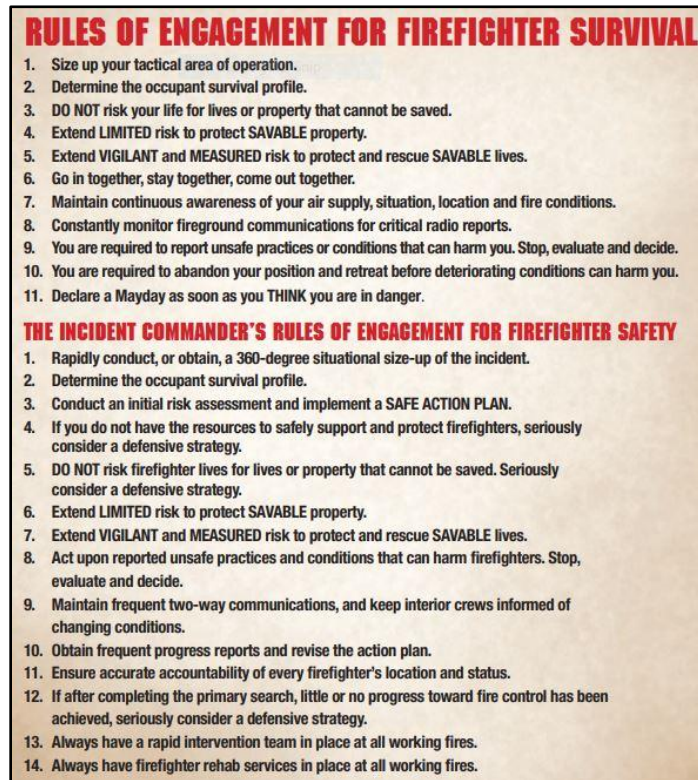 RULES OF ENGAGEMENT FOR FIREFIGHTER SURVIVAL
1. Size up your tactical area of operation.
2. Determine the occupant survival profile.
3. DO NOT risk your life for lives or property that cannot be saved.
4. Extend LIMITED risk to protect SAVABLE property.
5. Extend VIGILANT and MEASURED risk to protect and rescue SAVABLE lives.
6. Go in together, stay together, come out together.
7. Maintain continuous awareness of your air supply, situation, location and fire conditions.
8. Constantly monitor fireground communications for critical radio reports.
9. You are required to report unsafe practices or conditions that can harm you. Stop, evaluate and decide.
10. You are required to abandon your position and retreat before deteriorating conditions can harm you.
11. Declare a Mayday as soon as you THINK you are in danger.
THE INCIDENT COMMANDER'S RULES OF ENGAGEMENT FOR FIREFIGHTER SAFETY
1. Rapidly conduct, or obtain, a 360-degree situational size-up of the incident.
2. Determine the occupant survival profile.
3. Conduct an initial risk assessment and implement a SAFE ACTION PLAN.
4. If you do not have the resources to safely support and protect firefighters, seriously
consider a defensive strategy.
5. DO NOT risk firefighter lives for lives or property that cannot be saved. Seriously
consider a defensive strategy.
6. Extend LIMITED risk to protect SAVABLE property.
7. Extend VIGILANT and MEASURED risk to protect and rescue SAVABLE lives.
8. Act upon reported unsafe practices and conditions that can harm firefighters. Stop,
evaluate and decide.
9. Maintain frequent two-way communications, and keep interior crews informed of
changing conditions.
10. Obtain frequent progress reports and revise the action plan.
11. Ensure accurate accountability of every firefighter's location and status.
12. If after completing the primary search, little or no progress toward fire control has been
achieved, seriously consider a defensive strategy.
13. Always have a rapid intervention team in place at all working fires.
14. Always have firefighter rehab services in place at all working fires.